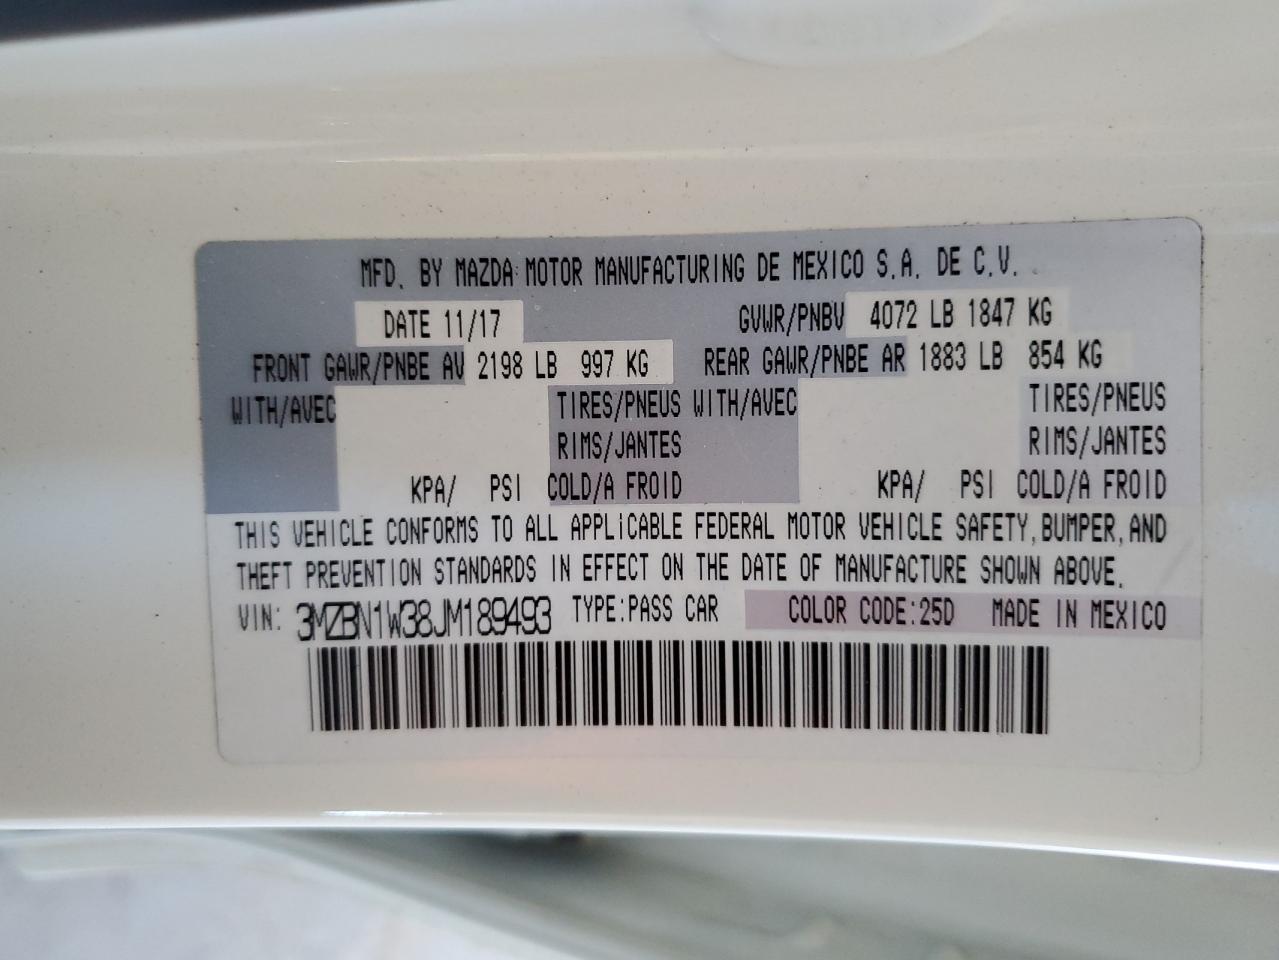 MFD. BY MAZDA MOTOR MANUFACTURING DE MEXICO S.A. DE C.V.
DATE 11/17 GVWR/PNBV 4072 LB 1847 KG
FRONT GAWR/PNBE AV 2198 LB 997 KG REAR GAWR/PNBE AR 1883 LB 854 KG
WITH/AVEC TIRES/PNEUS WITH/AVEC TIRES/PNEUS
RIMS/JANTES RIMS/JANTES
KPA/ PSI COLD/A FROID KPA/ PSI COLD/A FROID
THIS VEHICLE CONFORMS TO ALL APPLiCABLE FEDERAL MOTOR VEHICLE SAFETY, BUMPER, AND
THEFT PREVENTION STANDARDS IN EFFECT ON THE DATE OF MANUFACTURE SHOWN ABOVE.
VIN: 3MZBN1W38JM189493 TYPE:PASS CAR COLOR CODE:25D MADE IN MEXICO